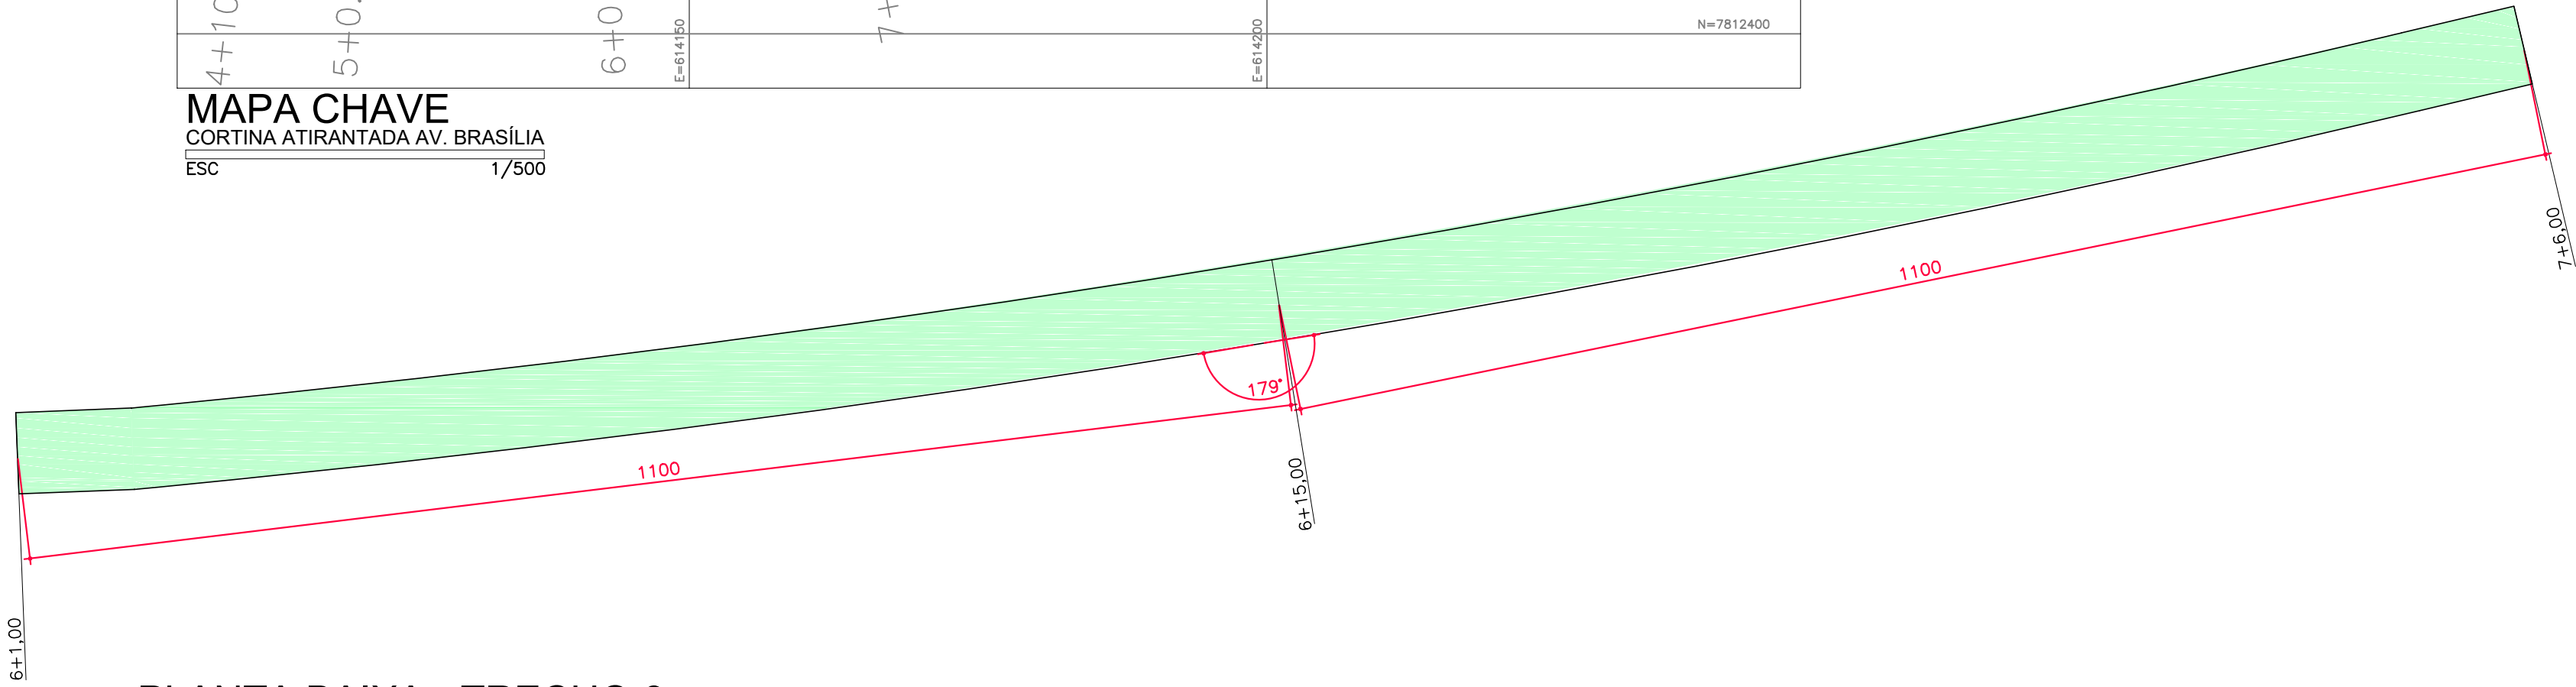 4+10
5+0
6+0
7+
E=614150
E=614200
N=7812400
MAPA CHAVE
CORTINA ATIRANTADA AV. BRASÍLIA
ESC 1/500
1100
179°
1100
6+1,00
6+15,00
7+6,00